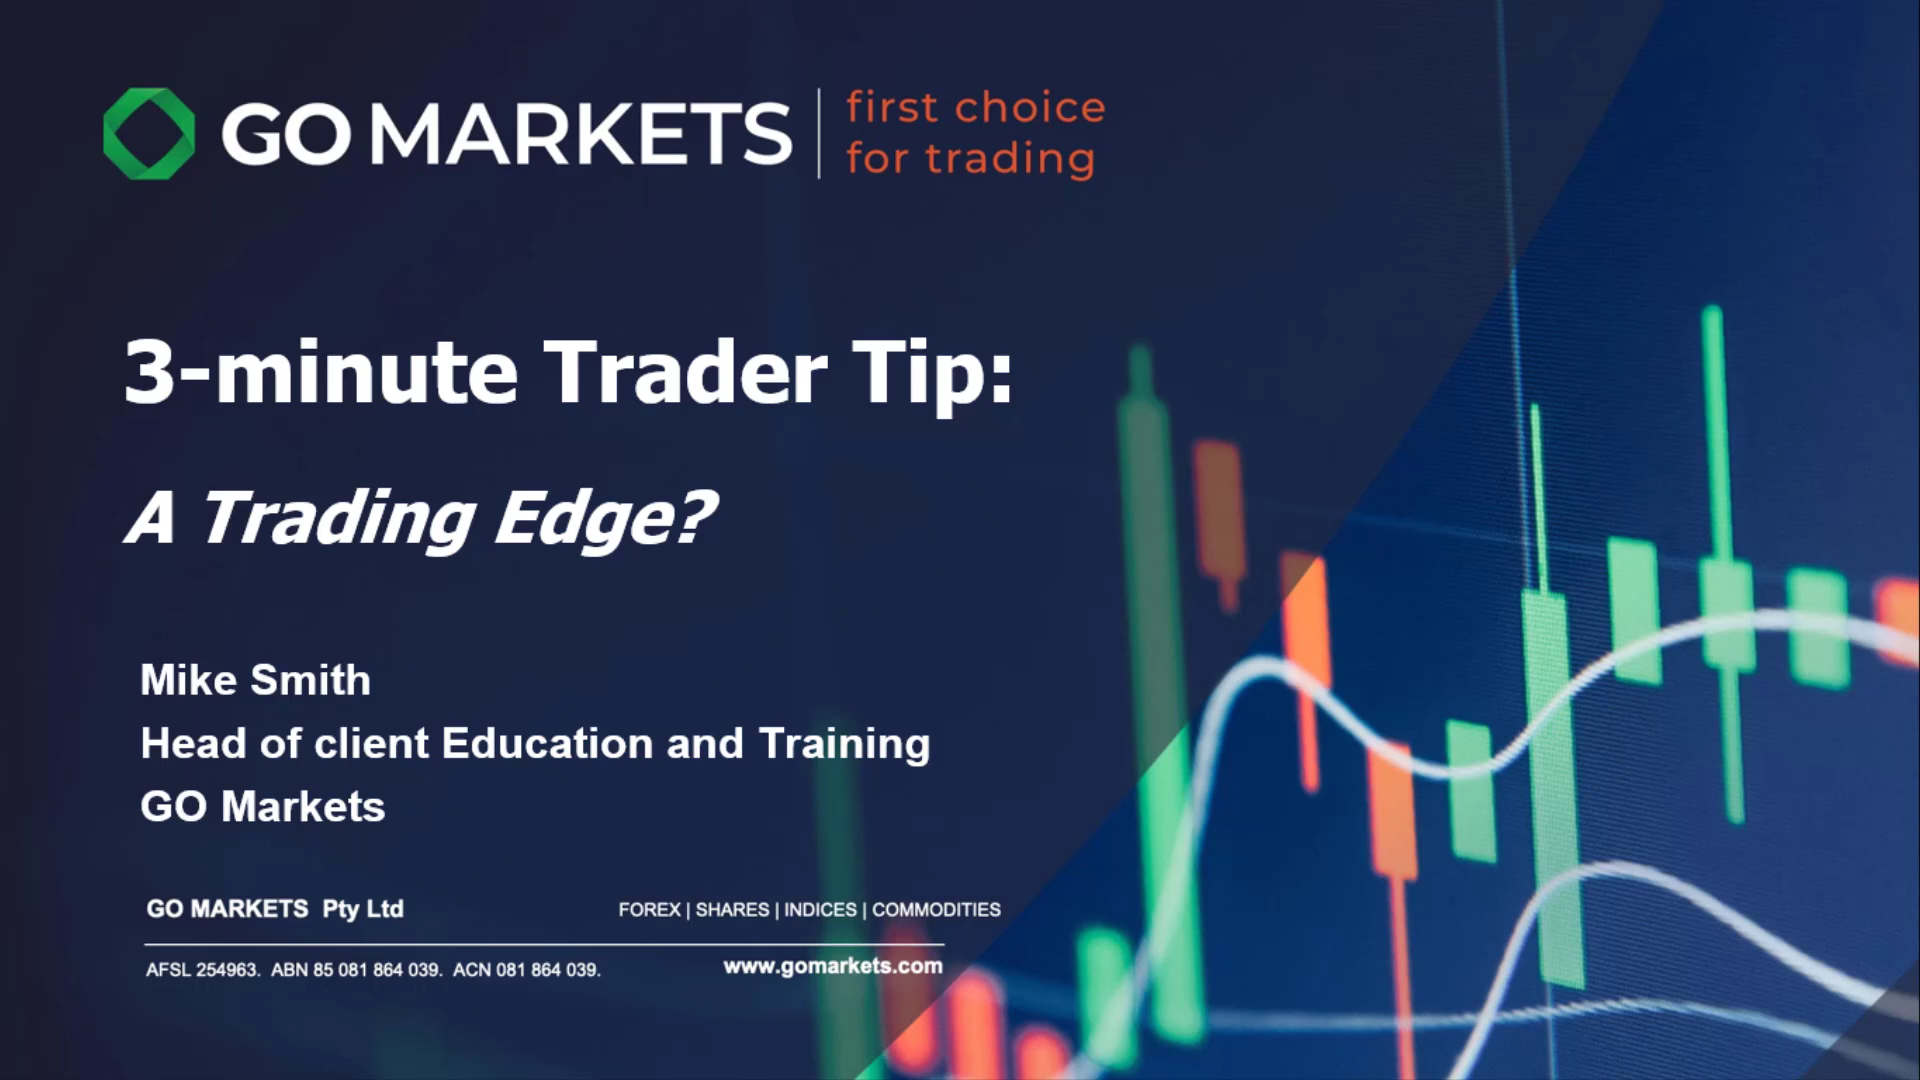 GO MARKETS
first choice
for trading
3-minute Trader Tip:
A Trading Edge?
Mike Smith
Head of client Education and Training
GO Markets
GO MARKETS Pty Ltd
FOREX | SHARES | INDICES | COMMODITIES
AFSL 254963. ABN 85 081 864 039. ACN 081 864 039.
www.gomarkets.com